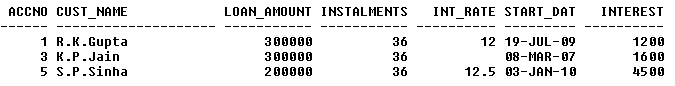 ACCNO CUST_NAME LOAN_AMOUNT INSTALMENTS INT_RATE START_DAT INTEREST
1 R.K.Gupta 300000 36 12 19-JUL-09 1200
3 K.P.Jain 300000 36 08-MAR-07 1600
5 S.P.Sinha 200000 36 12.5 03-JAN-10 4500